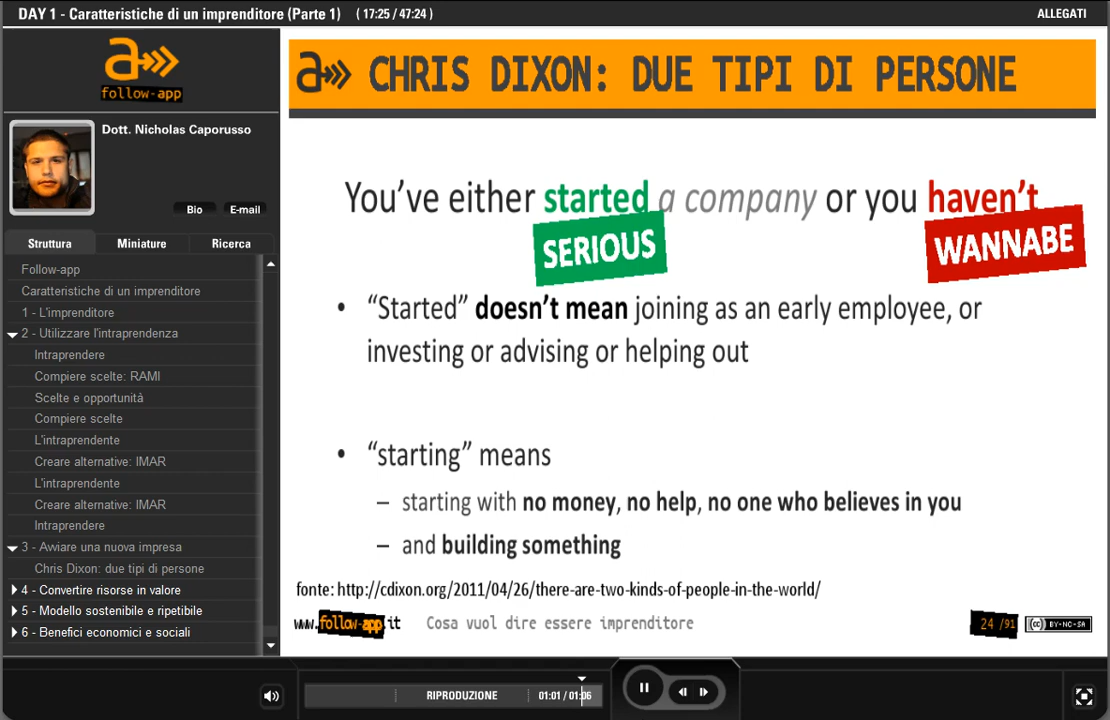 DAY 1 - Caratteristiche di un imprenditore (Parte 1) ( 17:25 / 47:24 )
ALLEGATI
a
follow-app
Dott. Nicholas Caporusso
Bio E-mail
Struttura Miniature Ricerca
Follow-app
Caratteristiche di un imprenditore
1 - L'imprenditore
2 - Utilizzare l'intraprendenza
Intraprendere
Compiere scelte: RAMI
Scelte e opportunità
Compiere scelte
L'intraprendente
Creare alternative: IMAR
L'intraprendente
Creare alternative: IMAR
Intraprendere
3 - Avviare una nuova impresa
Chris Dixon: due tipi di persone
4 - Convertire risorse in valore
5 - Modello sostenibile e ripetibile
6 - Benefici economici e sociali
a CHRIS DIXON: DUE TIPI DI PERSONE
You've either started a company or you haven't
SERIOUS WANNABE
• “Started” doesn't mean joining as an early employee, or
investing or advising or helping out
• “starting” means
– starting with no money, no help, no one who believes in you
– and building something
fonte: http://cdixon.org/2011/04/26/there-are-two-kinds-of-people-in-the-world/
www.follow-app.it Cosa vuol dire essere imprenditore 24 /91 cc BY-NC-SA
RIPRODUZIONE 01:01 / 01:06